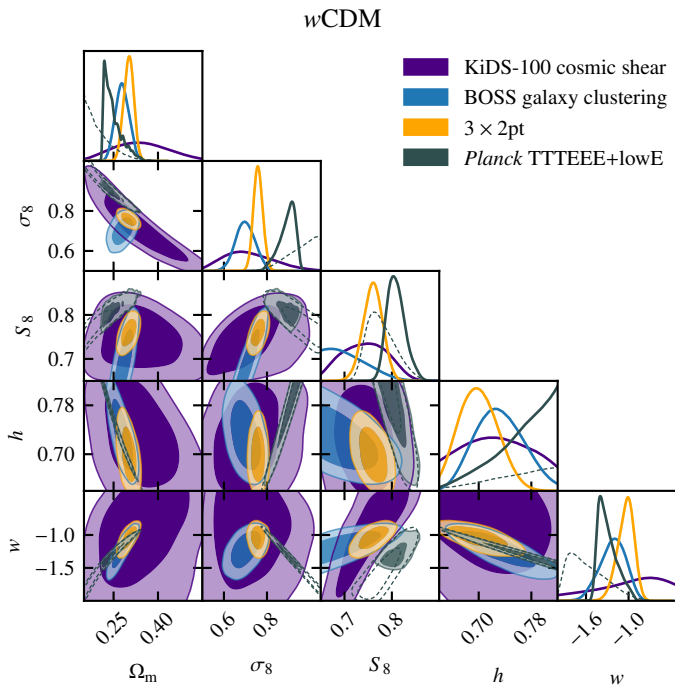 wCDM
KiDS-100 cosmic shear
BOSS galaxy clustering
3 × 2pt
Planck TTTEEE+lowE
σ8
0.8
0.6
S8
0.8
0.7
h
0.78
0.70
w
−1.0
−1.5
0.25 0.40
0.6 0.8
0.7 0.8
0.70 0.78
−1.6 −1.0
Ωm σ8 S8 h w